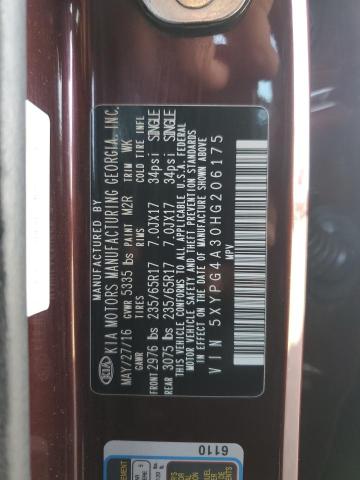 MANUFACTURED BY
KIA KIA MOTORS MANUFACTURING GEORGIA, INC.
MAY/27/16 GVWR 5335 lbs PAINT M2R TRIM WK
TIRES RIMS COLD TIRE INFL
FRONT 2976 lbs 235/65R17 7.0JX17 34psi SINGLE
REAR 3075 lbs 235/65R17 7.0JX17 34psi SINGLE
THIS VEHICLE CONFORMS TO ALL APPLICABLE U.S.A. FEDERAL
MOTOR VEHICLE SAFETY AND THEFT PREVENTION STANDARDS
IN EFFECT ON THE DATE OF MANUFACTURE SHOWN ABOVE.
VIN 5XYPG4A30HG206175
MPV
6110